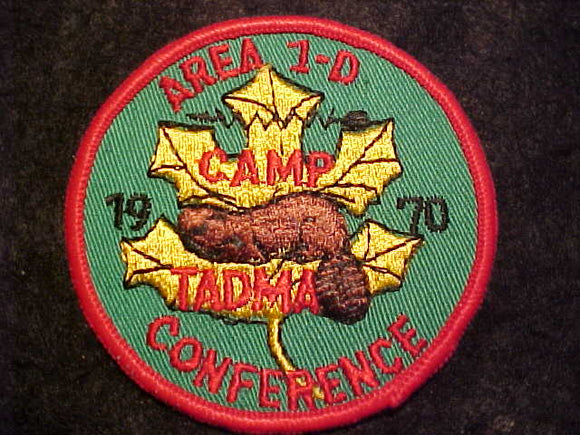 AREA 1-D
CAMP
19 '70
TADMA
CONFERENCE